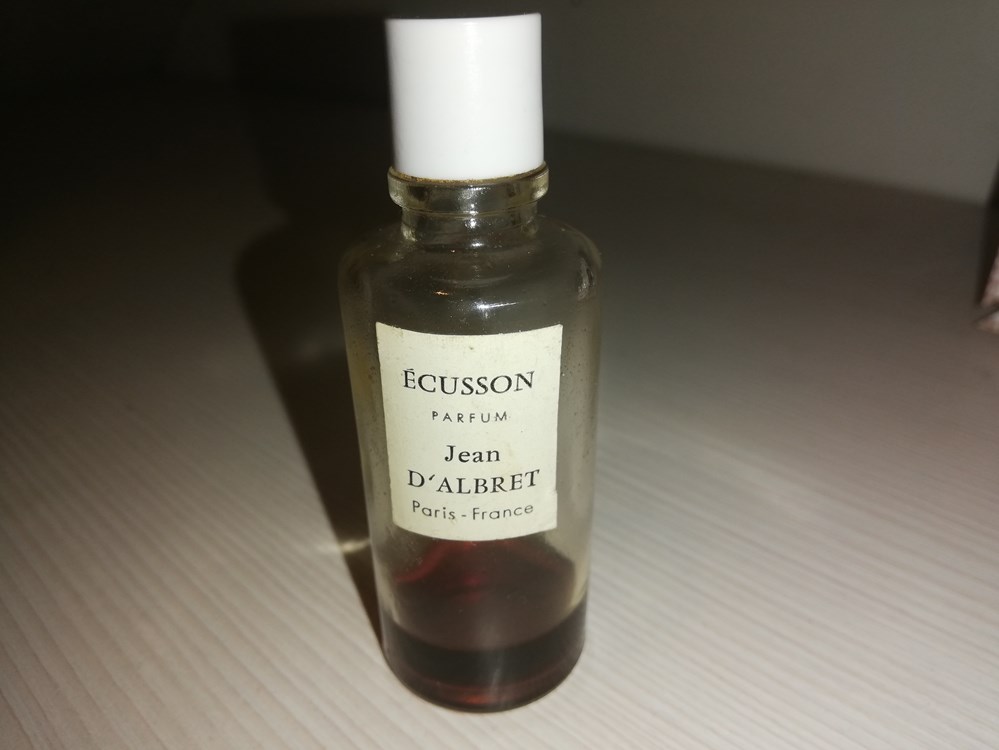 ÉCUSSON
PARFUM
Jean
D'ALBRET
Paris - France